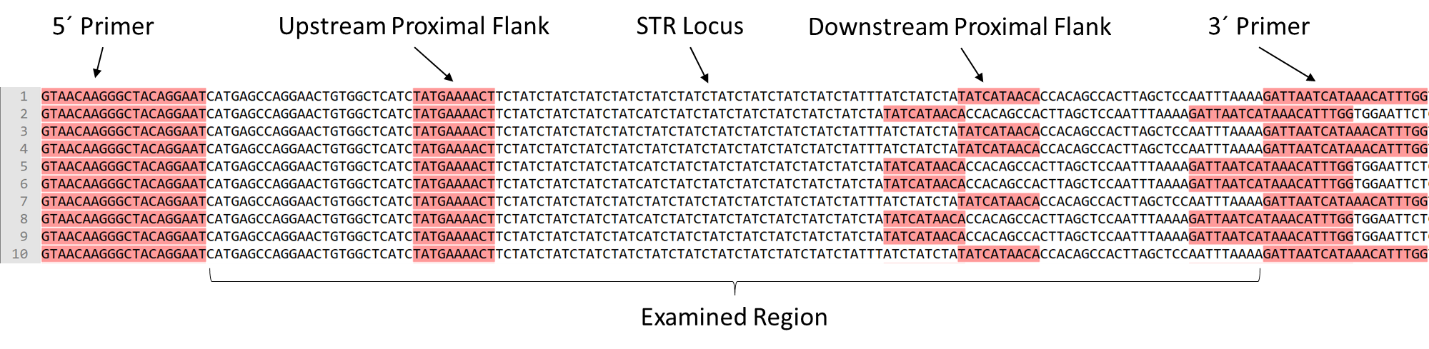 5´ Primer Upstream Proximal Flank STR Locus Downstream Proximal Flank 3´ Primer
1 GTAACAAGGGCTACAGGAATCATGAGCCAGGAACTGTGGCTCATCTATGAAAACTTCTATCTATCTATCTATCTATCTATCTATCTATCTATCTATCTATTTATCTATCTATATCATAACACCACAGCCACTTAGCTCCAATTTAAAAGATTAATCATAAACATTTGG
2 GTAACAAGGGCTACAGGAATCATGAGCCAGGAACTGTGGCTCATCTATGAAAACTTCTATCTATCTATCTATCATCTATCTATCTATCTATCTATCTATCTATATCATAACACCACAGCCACTTAGCTCCAATTTAAAAGATTAATCATAAACATTTGGTGGAATTCT
3 GTAACAAGGGCTACAGGAATCATGAGCCAGGAACTGTGGCTCATCTATGAAAACTTCTATCTATCTATCTATCTATCTATCTATCTATCTATCTATCTATTTATCTATCTATATCATAACACCACAGCCACTTAGCTCCAATTTAAAAGATTAATCATAAACATTTGG
4 GTAACAAGGGCTACAGGAATCATGAGCCAGGAACTGTGGCTCATCTATGAAAACTTCTATCTATCTATCTATCTATCTATCTATCTATCTATCTATCTATTTATCTATCTATATCATAACACCACAGCCACTTAGCTCCAATTTAAAAGATTAATCATAAACATTTGG
5 GTAACAAGGGCTACAGGAATCATGAGCCAGGAACTGTGGCTCATCTATGAAAACTTCTATCTATCTATCTATCATCTATCTATCTATCTATCTATCTATCTATATCATAACACCACAGCCACTTAGCTCCAATTTAAAAGATTAATCATAAACATTTGGTGGAATTCT
6 GTAACAAGGGCTACAGGAATCATGAGCCAGGAACTGTGGCTCATCTATGAAAACTTCTATCTATCTATCTATCATCTATCTATCTATCTATCTATCTATCTATATCATAACACCACAGCCACTTAGCTCCAATTTAAAAGATTAATCATAAACATTTGGTGGAATTCT
7 GTAACAAGGGCTACAGGAATCATGAGCCAGGAACTGTGGCTCATCTATGAAAACTTCTATCTATCTATCTATCTATCTATCTATCTATCTATCTATCTATTTATCTATCTATATCATAACACCACAGCCACTTAGCTCCAATTTAAAAGATTAATCATAAACATTTGG
8 GTAACAAGGGCTACAGGAATCATGAGCCAGGAACTGTGGCTCATCTATGAAAACTTCTATCTATCTATCTATCATCTATCTATCTATCTATCTATCTATCTATATCATAACACCACAGCCACTTAGCTCCAATTTAAAAGATTAATCATAAACATTTGGTGGAATTCT
9 GTAACAAGGGCTACAGGAATCATGAGCCAGGAACTGTGGCTCATCTATGAAAACTTCTATCTATCTATCTATCATCTATCTATCTATCTATCTATCTATCTATATCATAACACCACAGCCACTTAGCTCCAATTTAAAAGATTAATCATAAACATTTGGTGGAATTCT
10 GTAACAAGGGCTACAGGAATCATGAGCCAGGAACTGTGGCTCATCTATGAAAACTTCTATCTATCTATCTATCTATCTATCTATCTATCTATCTATCTATTTATCTATCTATATCATAACACCACAGCCACTTAGCTCCAATTTAAAAGATTAATCATAAACATTTGG
Examined Region